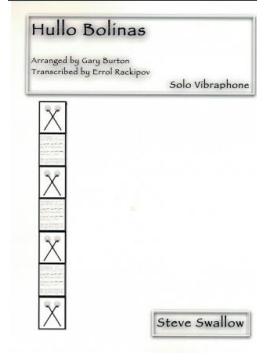 Hullo Bolinas
Arranged by Gary Burton
Transcribed by Errol Rackipov
Solo Vibraphone
Steve Swallow